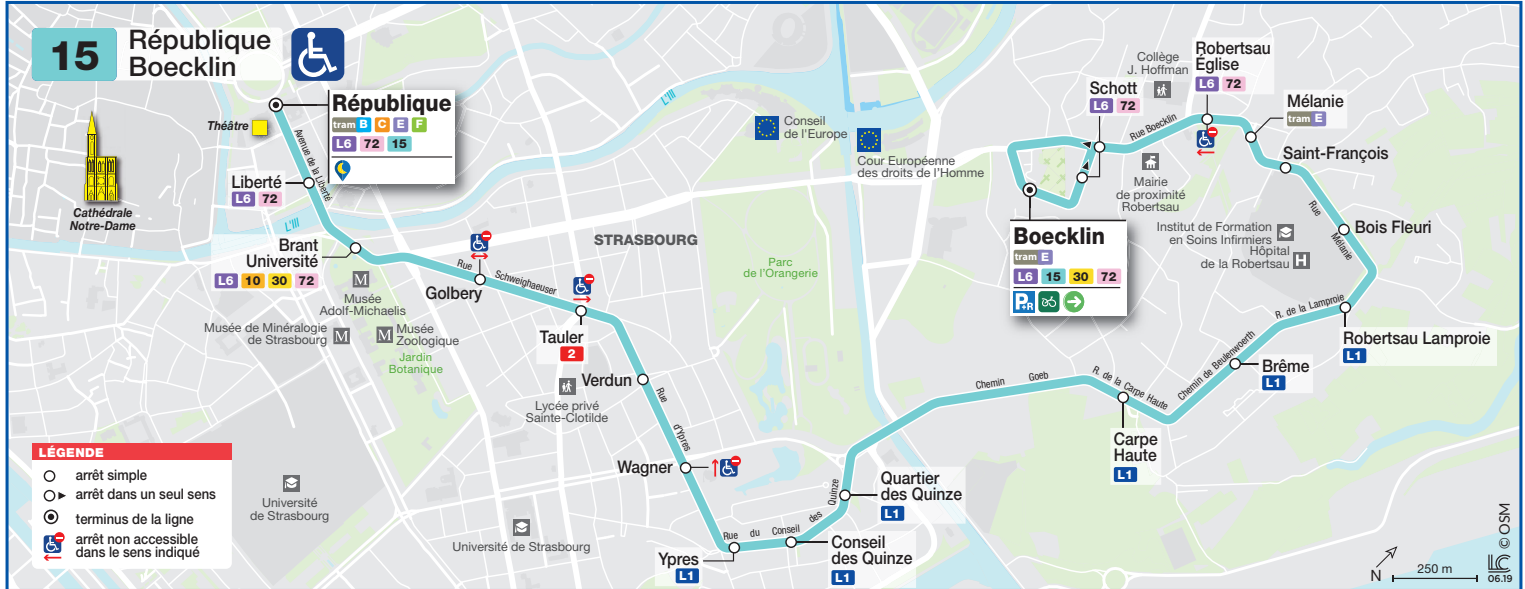 15
République
Boecklin
République
tram B C E F
L6 72 15
Théâtre
Avenue de la Liberté
Cathédrale
Notre-Dame
Liberté
L6 72
L'Ill
L'Ill
Brant
Université
L6 10 30 72
M
Musée
Adolf-Michaelis
Musée de Minéralogie
de Strasbourg
M
M
Musée
Zoologique
Jardin
Botanique
Rue Schweighaeuser
Golbery
STRASBOURG
Tauler
2
Lycée privé
Sainte-Clotilde
Verdun
Rue d'Ypres
Wagner
Ypres
L1
Rue du Conseil des Quinze
Conseil
des Quinze
L1
Quartier
des Quinze
L1
Parc
de l'Orangerie
Conseil
de l'Europe
Cour Européenne
des droits de l'Homme
Chemin Goeb
R. de la Carpe Haute
Carpe
Haute
L1
Chemin de Beulenwoerth
Brême
L1
R. de la Lamproie
Robertsau Lamproie
L1
Rue Mélanie
Bois Fleuri
Institut de Formation
en Soins Infirmiers
Hôpital
de la Robertsau
H
Saint-François
Mélanie
tram E
Robertsau
Église
L6 72
Collège
J. Hoffman
Schott
L6 72
Rue Boecklin
Mairie
de proximité
Robertsau
Boecklin
tram E
L6 15 30 72
P+R
Université
de Strasbourg
Université de Strasbourg
LÉGENDE
arrêt simple
arrêt dans un seul sens
terminus de la ligne
arrêt non accessible
dans le sens indiqué
N
250 m
LC
06.19
© OSM